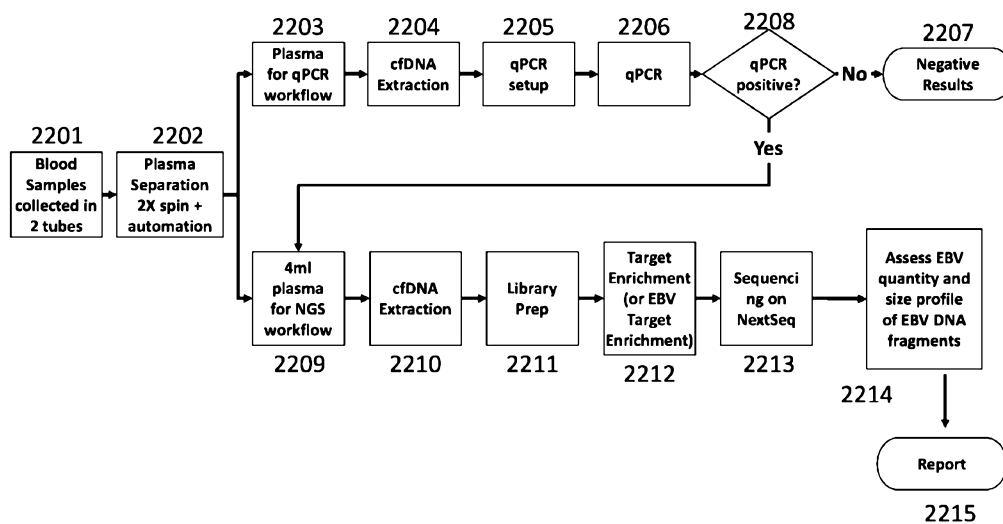 2203
Plasma
for qPCR
workflow
2204
cfDNA
Extraction
2205
qPCR
setup
2206
qPCR
2208
qPCR
positive?
No
2207
Negative
Results
Yes
2201
Blood
Samples
collected in
2 tubes
2202
Plasma
Separation
2X spin +
automation
4ml
plasma
for NGS
workflow
2209
cfDNA
Extraction
2210
Library
Prep
2211
Target
Enrichment
(or EBV
Target
Enrichment)
2212
Sequenci
ng on
NextSeq
2213
Assess EBV
quantity and
size profile
of EBV DNA
fragments
2214
Report
2215